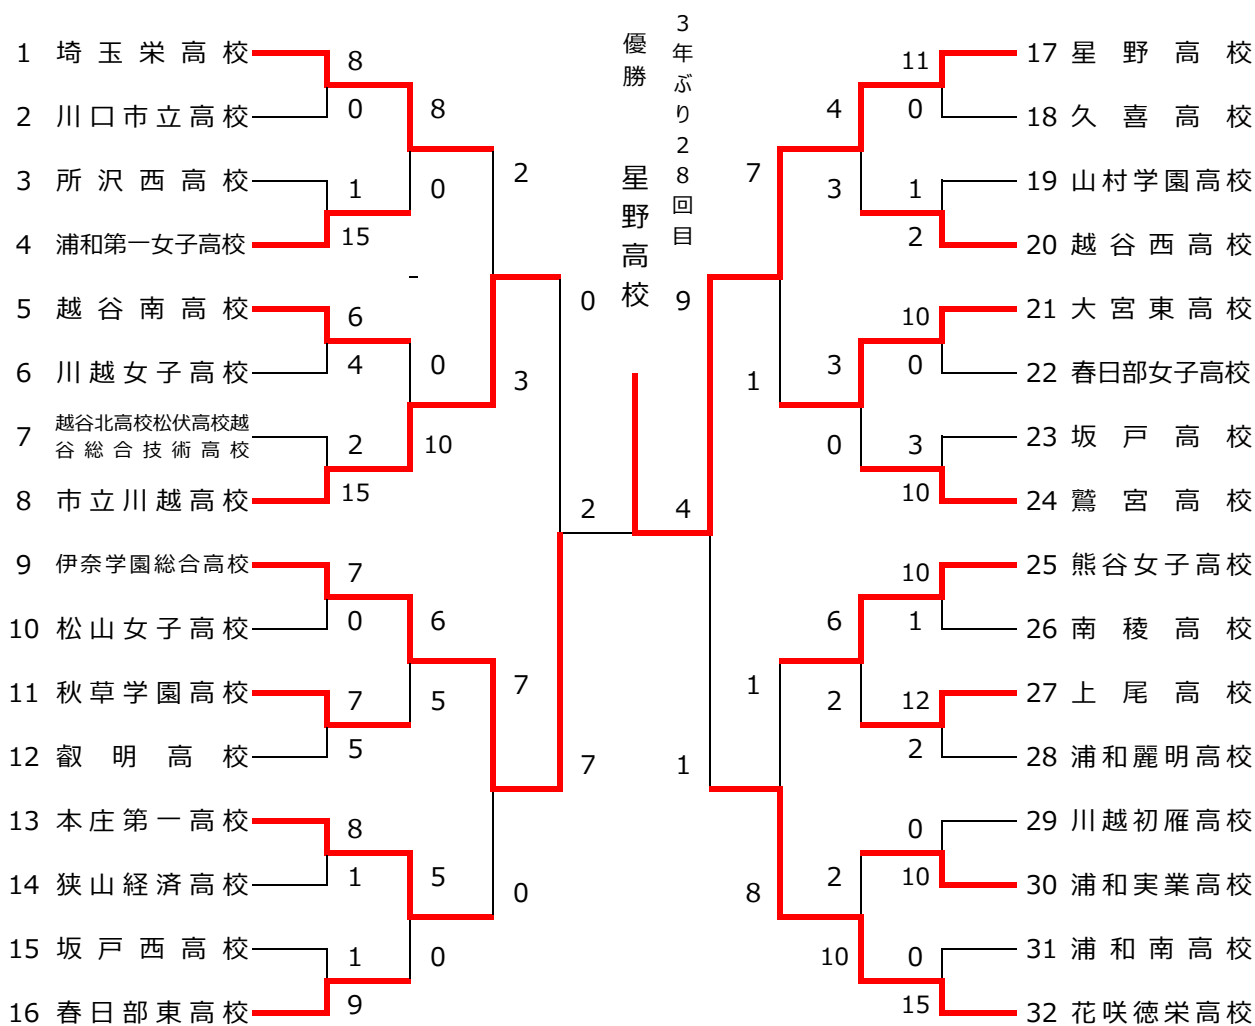 1 埼玉栄高校
2 川口市立高校
3 所沢西高校
4 浦和第一女子高校
5 越谷南高校
6 川越女子高校
7 越谷北高校松伏高校越
谷総合技術高校
8 市立川越高校
9 伊奈学園総合高校
10 松山女子高校
11 秋草学園高校
12 叡明高校
13 本庄第一高校
14 狭山経済高校
15 坂戸西高校
16 春日部東高校
8
0
1
15
6
4
2
15
7
0
7
5
8
1
1
9
8
0
0
10
6
5
5
0
2
3
7
0
0
7
2
4
優勝 星野高校
3年ぶり28回目
9
1
7
1
1
8
4
3
3
0
6
2
2
10
11
0
1
2
10
0
3
10
10
1
12
2
0
10
0
15
17 星野高校
18 久喜高校
19 山村学園高校
20 越谷西高校
21 大宮東高校
22 春日部女子高校
23 坂戸高校
24 鷲宮高校
25 熊谷女子高校
26 南稜高校
27 上尾高校
28 浦和麗明高校
29 川越初雁高校
30 浦和実業高校
31 浦和南高校
32 花咲徳栄高校